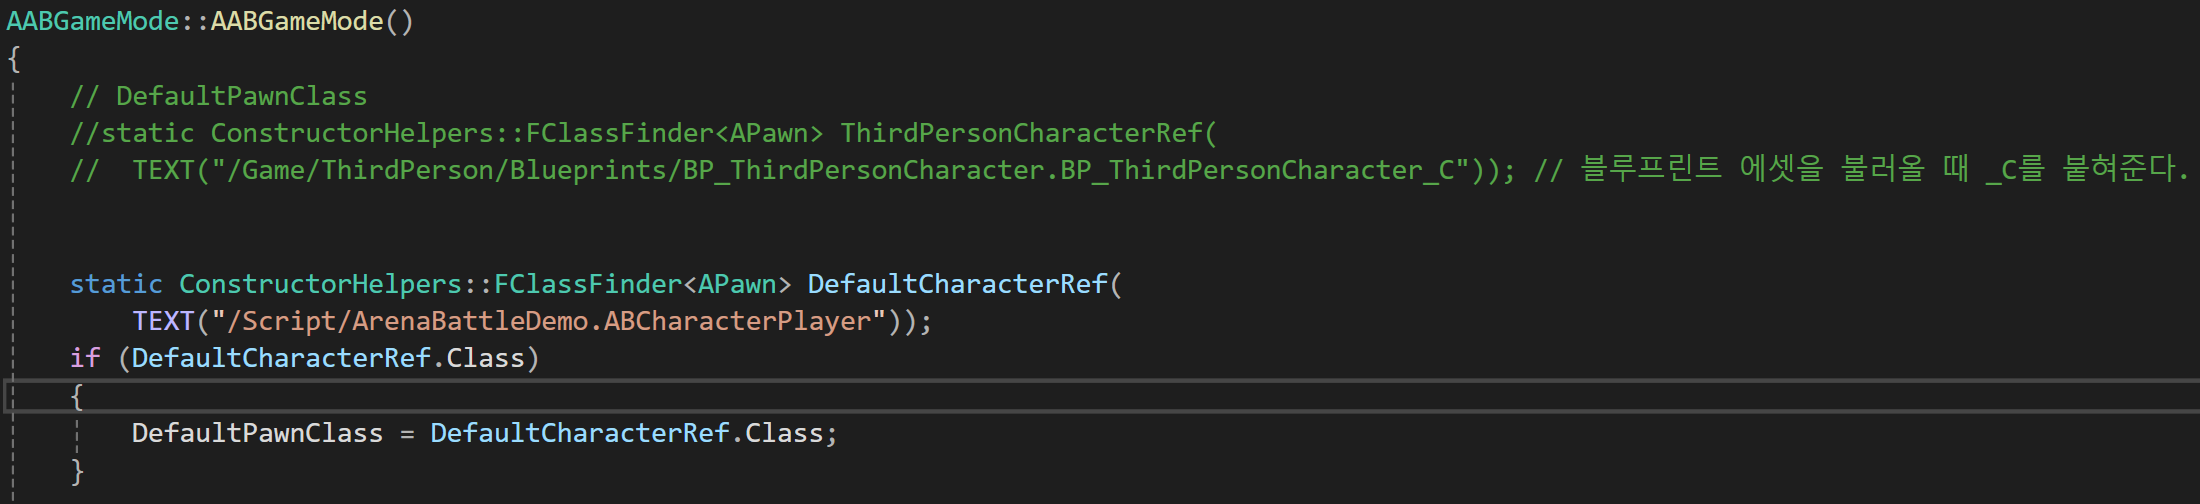 AABGameMode::AABGameMode()
{
// DefaultPawnClass
//static ConstructorHelpers::FClassFinder<APawn> ThirdPersonCharacterRef(
//  TEXT("/Game/ThirdPerson/Blueprints/BP_ThirdPersonCharacter.BP_ThirdPersonCharacter_C")); // 블루프린트 에셋을 불러올 때 _C를 붙혀준다.
static ConstructorHelpers::FClassFinder<APawn> DefaultCharacterRef(
TEXT("/Script/ArenaBattleDemo.ABCharacterPlayer"));
if (DefaultCharacterRef.Class)
{
DefaultPawnClass = DefaultCharacterRef.Class;
}